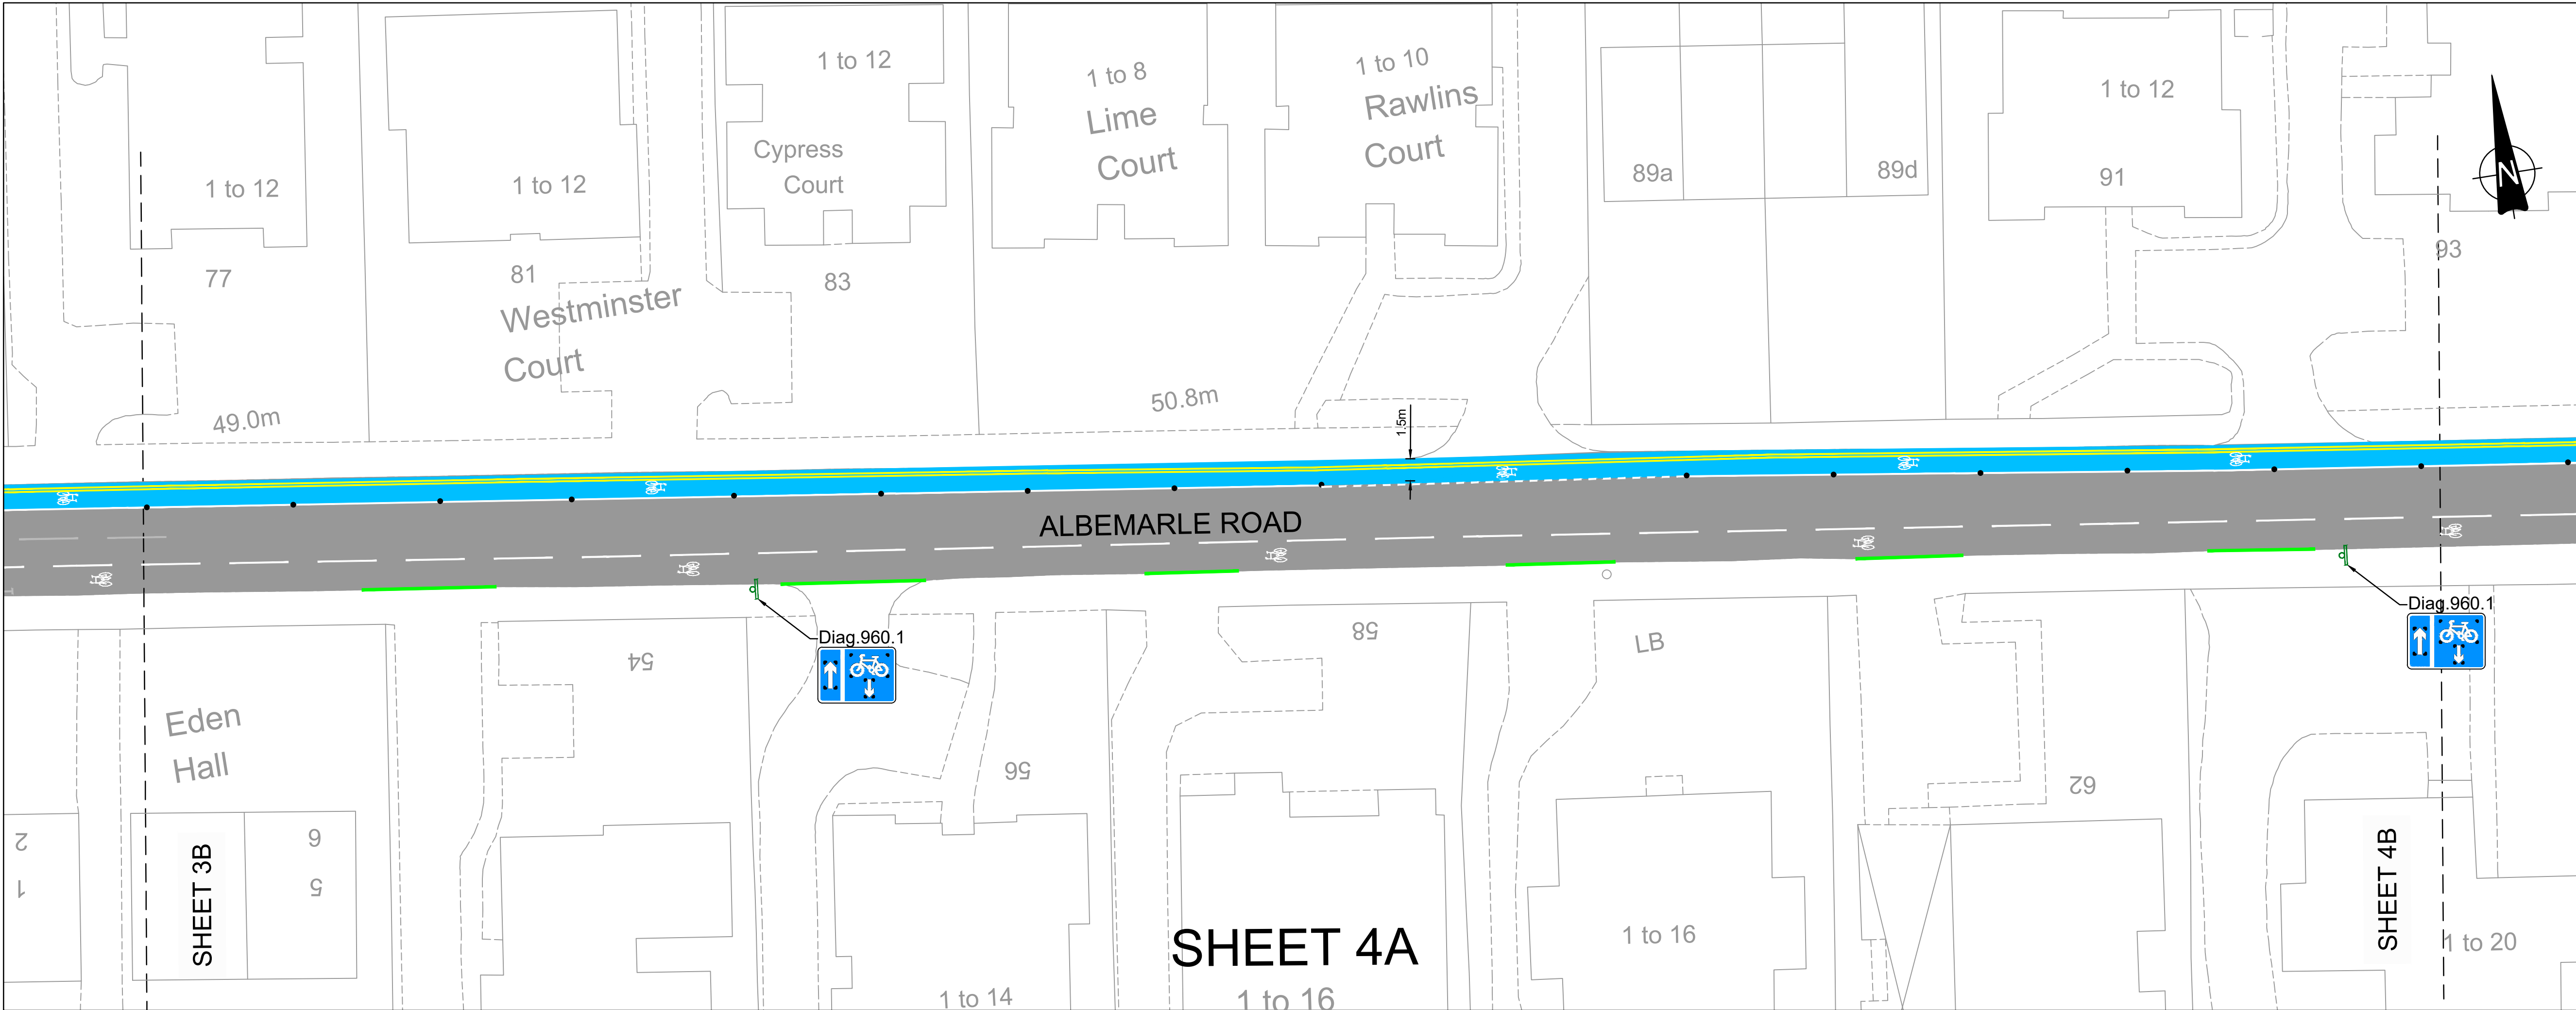 1 to 12
1 to 8
Lime
Court
1 to 10
Rawlins
Court
1 to 12
1 to 12
1 to 12
Cypress
Court
89a
89d
91
N
77
81
Westminster
Court
83
93
49.0m
50.8m
1.5m
ALBEMARLE ROAD
Diag.960.1
Diag.960.1
54
58
LB
Eden
Hall
56
62
2
1
SHEET 3B
6
5
SHEET 4A
1 to 14
1 to 16
1 to 16
SHEET 4B
1 to 20